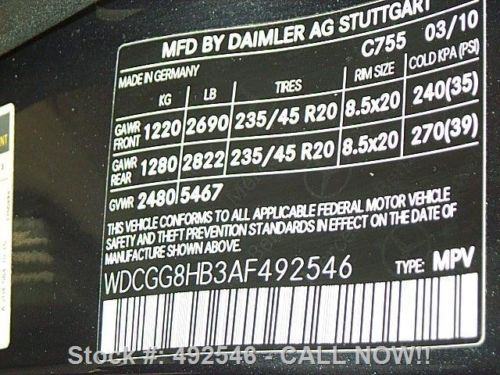 MFD BY DAIMLER AG STUTTGART
MADE IN GERMANY C755 03/10
KG LB TIRES RIM SIZE COLD KPA (PSI)
GAWR FRONT 1220 2690 235/45 R20 8.5x20 240(35)
GAWR REAR 1280 2822 235/45 R20 8.5x20 270(39)
GVWR 2480 5467
THIS VEHICLE CONFORMS TO ALL APPLICABLE FEDERAL MOTOR VEHICLE
SAFETY AND THEFT PREVENTION STANDARDS IN EFFECT ON THE DATE OF
MANUFACTURE SHOWN ABOVE.
WDCGG8HB3AF492546 TYPE: MPV
Stock #: 492546 - CALL NOW!!